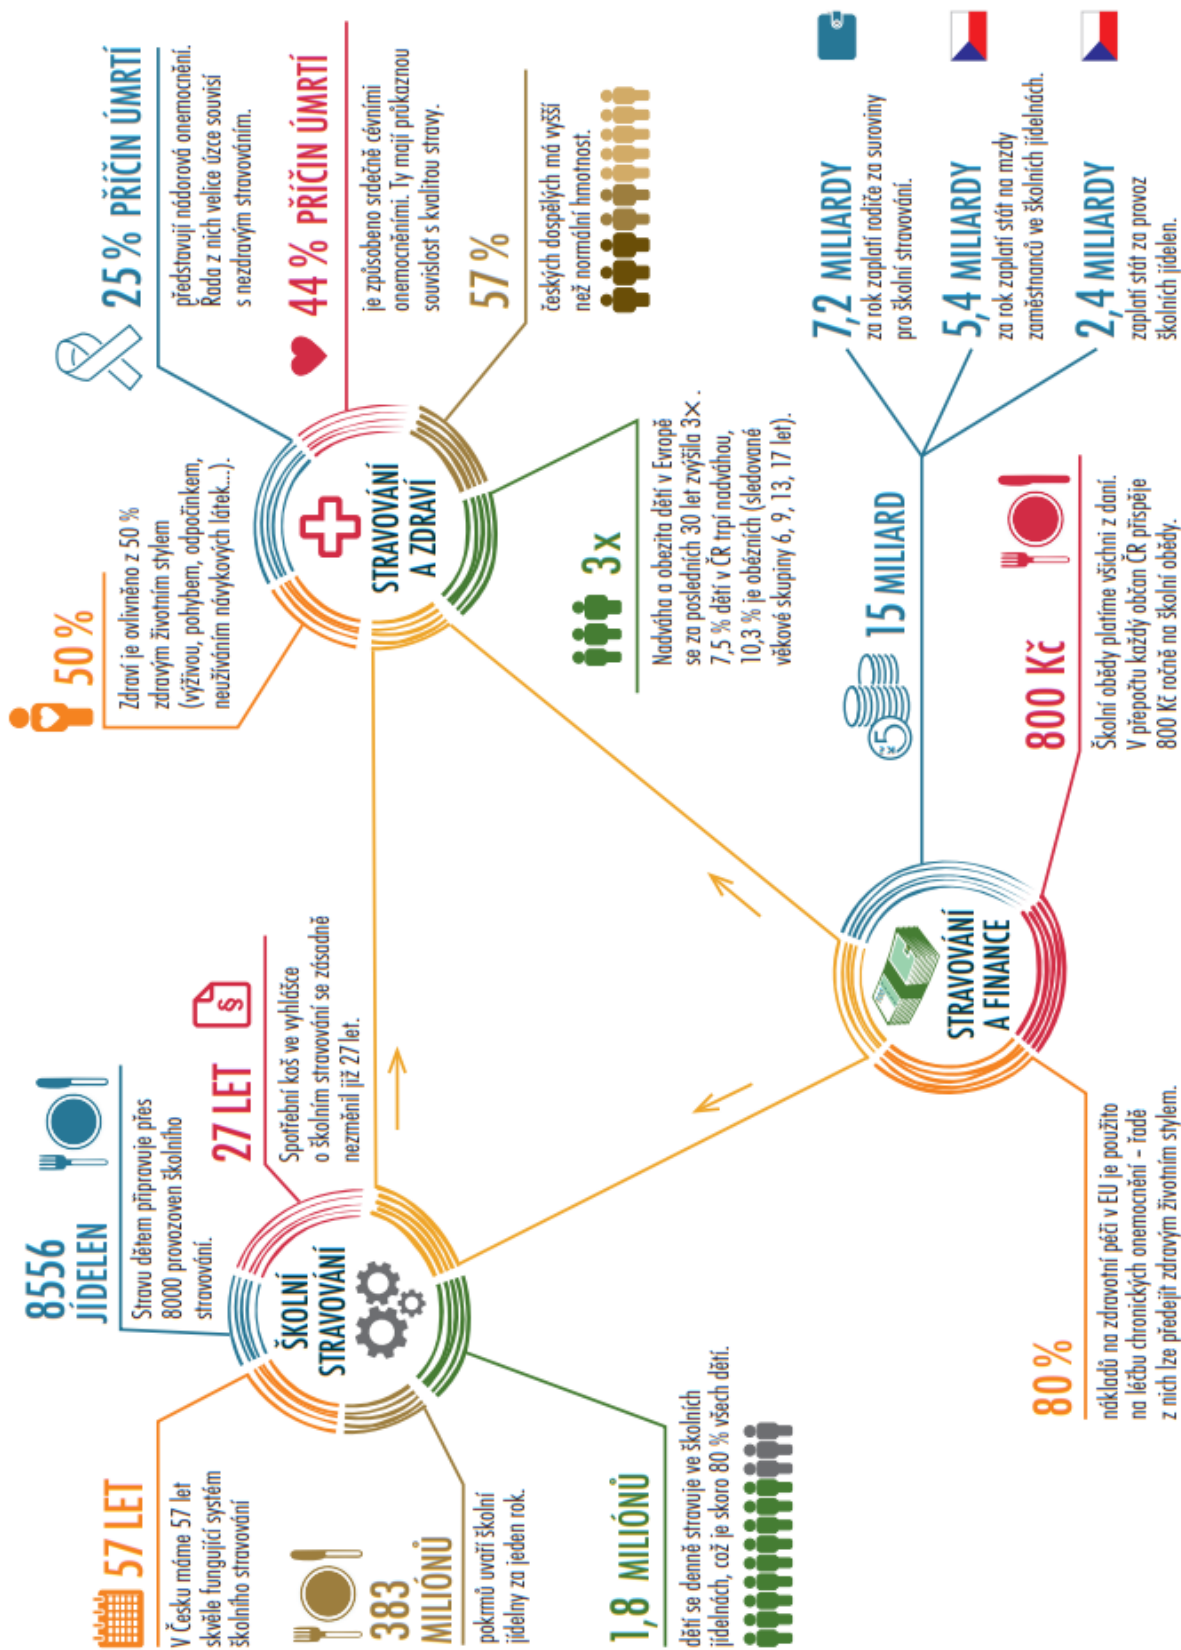 57 LET
V Česku máme 57 let
skvěle fungující systém
školního stravování
8556
JÍDELEN
Stravu dětem připravuje přes
8000 provozoven školního
stravování.
27 LET
§
Spotřební koš ve vyhlášce
o školním stravování se zásadně
nezměnil již 27 let.
ŠKOLNÍ
STRAVOVÁNÍ
383
MILIÓNŮ
pokrmů uvaří školní
jídelny za jeden rok.
1,8 MILIÓNŮ
dětí se denně stravuje ve školních
jídelnách, což je skoro 80 % všech dětí.
50 %
Zdraví je ovlivněno z 50 %
zdravým životním stylem
(výživou, pohybem, odpočinkem,
neužíváním návykových látek...).
25 % PŘÍČIN ÚMRTÍ
představují nádorová onemocnění.
Řada z nich velice úzce souvisí
s nezdravým stravováním.
44 % PŘÍČIN ÚMRTÍ
je způsobeno srdečně cévními
onemocněními. Ty mají průkaznou
souvislost s kvalitou stravy.
STRAVOVÁNÍ
A ZDRAVÍ
57 %
českých dospělých má vyšší
než normální hmotnost.
3x
Nadváha a obezita dětí v Evropě
se za posledních 30 let zvýšila 3×.
7,5 % dětí v ČR trpí nadváhou,
10,3 % je obézních (sledované
věkové skupiny 6, 9, 13, 17 let).
STRAVOVÁNÍ
A FINANCE
5 Kč
15 MILIARD
7,2 MILIARDY
za rok zaplatí rodiče za suroviny
pro školní stravování.
5,4 MILIARDY
za rok zaplatí stát na mzdy
zaměstnanců ve školních jídelnách.
2,4 MILIARDY
zaplatí stát za provoz
školních jídelen.
800 Kč
Školní obědy platíme všichni z daní.
V přepočtu každý občan ČR přispěje
800 Kč ročně na školní obědy.
80 %
nákladů na zdravotní péči v EU je použito
na léčbu chronických onemocnění – řadě
z nich lze předejít zdravým životním stylem.